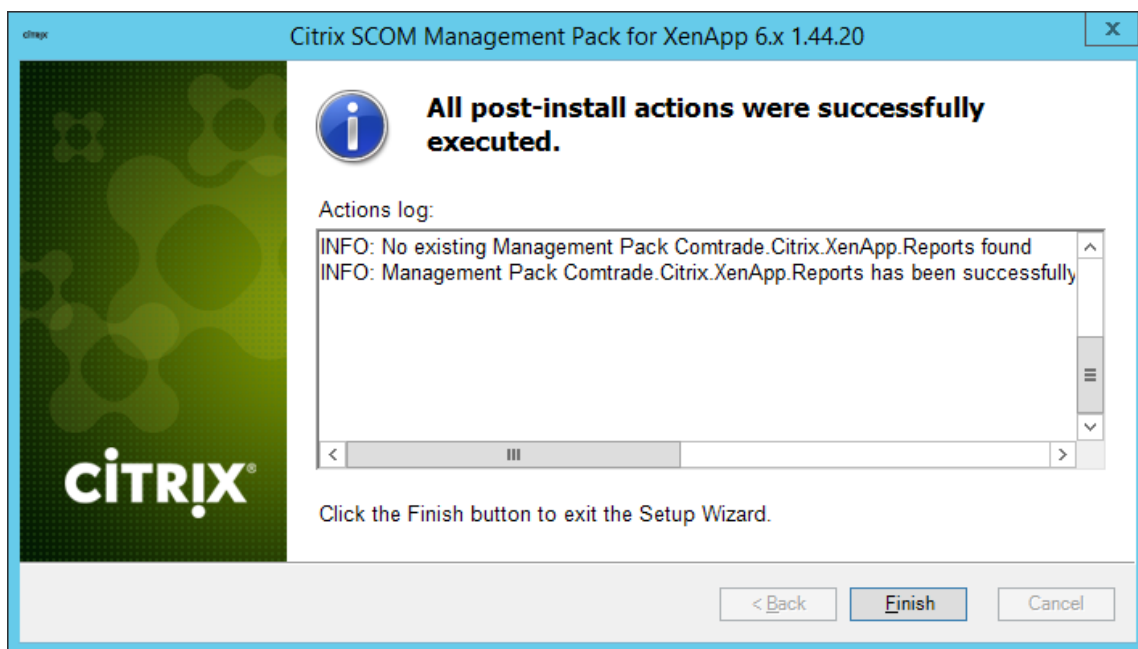 citrix
Citrix SCOM Management Pack for XenApp 6.x 1.44.20
x
All post-install actions were successfully
executed.
Actions log:
INFO: No existing Management Pack Comtrade.Citrix.XenApp.Reports found
INFO: Management Pack Comtrade.Citrix.XenApp.Reports has been successfully
CiTRIX®
Click the Finish button to exit the Setup Wizard.
< Back
Finish
Cancel